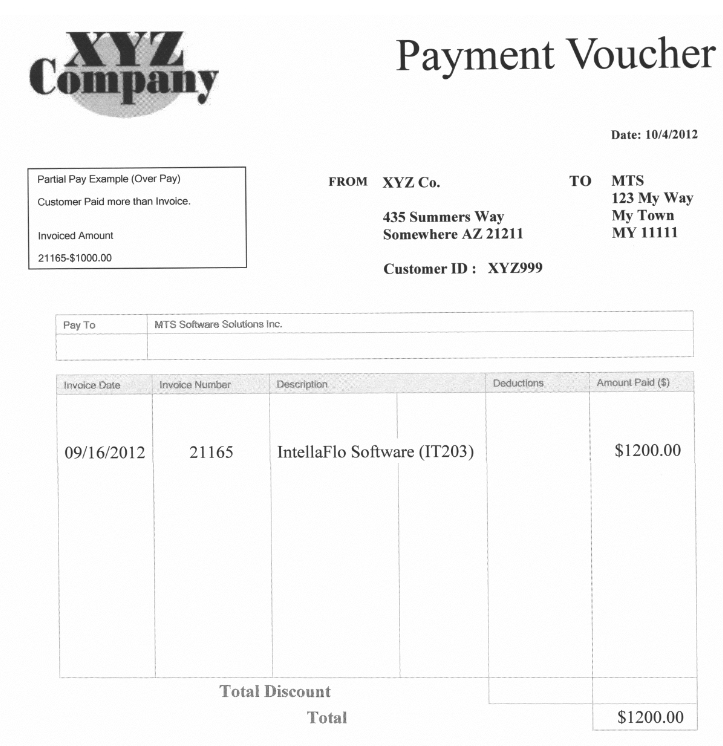 XYZ
Company
Payment Voucher
Date: 10/4/2012
Partial Pay Example (Over Pay)
Customer Paid more than Invoice.
Invoiced Amount
21165-$1000.00
FROM XYZ Co.
435 Summers Way
Somewhere AZ 21211
Customer ID : XYZ999
TO MTS
123 My Way
My Town
MY 11111
Pay To MTS Software Solutions Inc.
Invoice Date Invoice Number Description Deductions Amount Paid ($)
09/16/2012 21165 IntellaFlo Software (IT203) $1200.00
Total Discount
Total $1200.00